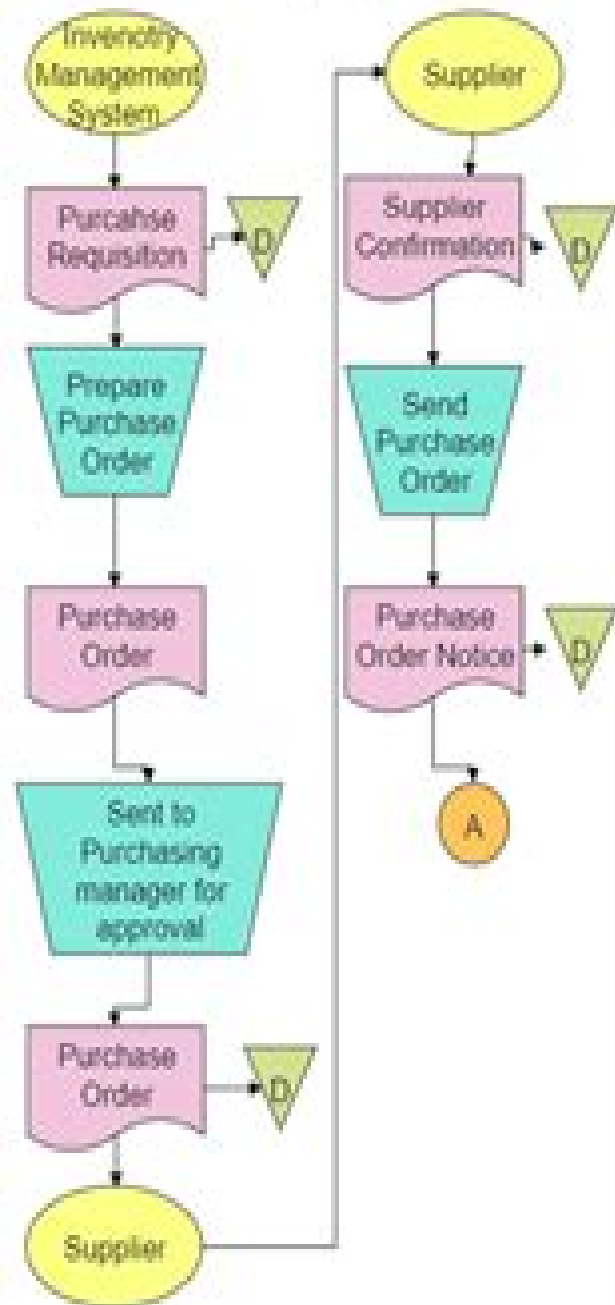 Invenotry
Management
System
Purcahse
Requisition
D
Prepare
Purchase
Order
Purchase
Order
Sent to
Purchasing
manager for
approval
Purchase
Order
D
Supplier
Supplier
Supplier
Confirmation
D
Send
Purchase
Order
Purchase
Order Notice
D
A